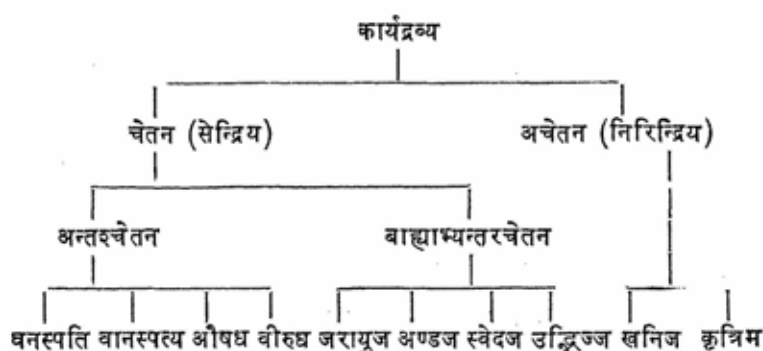 कार्यद्रव्य
चेतन (सेन्द्रिय) अचेतन (निरिन्द्रिय)
अन्तश्चेतन बाह्याभ्यन्तरचेतन
वनस्पति वानस्पत्य औषध वीरुध जरायुज अण्डज स्वेदज उद्भिज्ज खनिज कृत्रिम